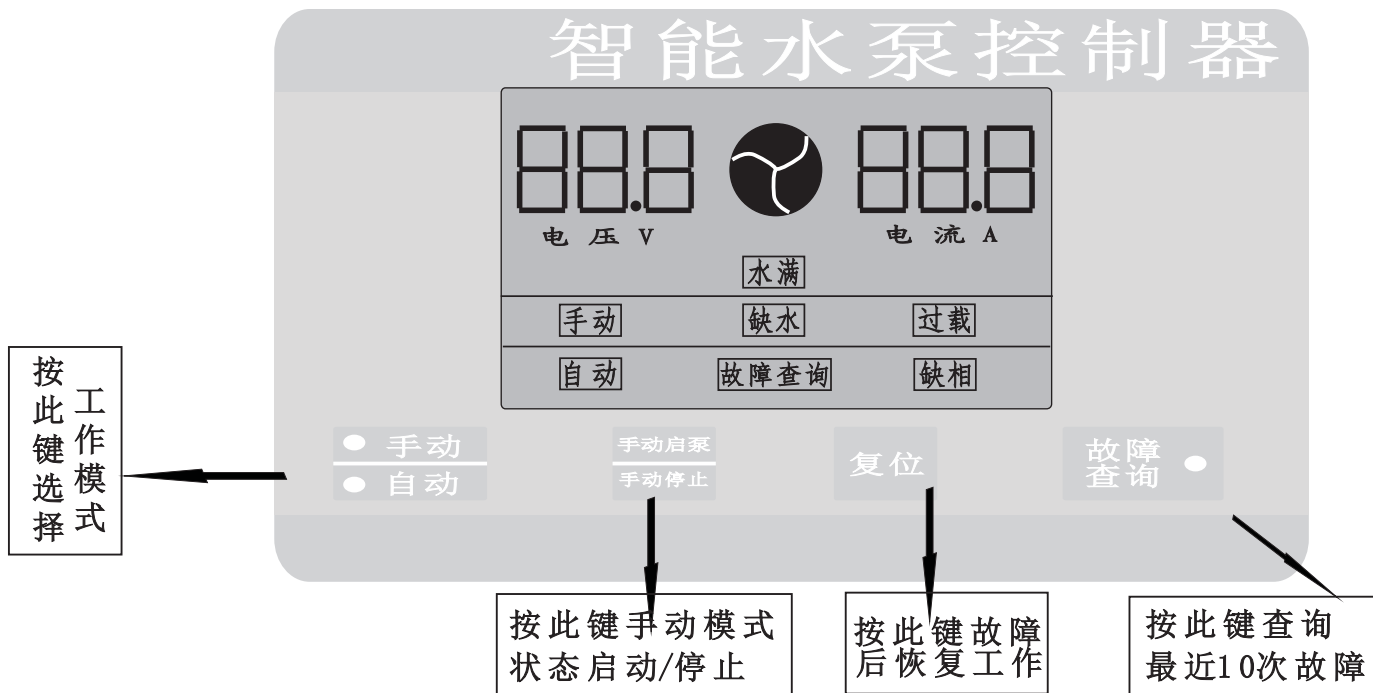 智能水泵控制器
88.8 88.8
电压V 电流A
水满
手动 缺水 过载
自动 故障查询 缺相
按此键选择
工作模式
手动
自动
手动启泵
手动停止
复位
故障
查询
按此键手动模式
状态启动/停止
按此键故障
后恢复工作
按此键查询
最近10次故障